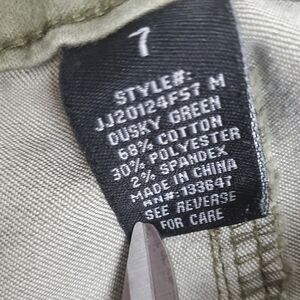 7
STYLE#:
JJ20124FS7 M
DUSKY GREEN
68% COTTON
30% POLYESTER
2% SPANDEX
MADE IN CHINA
RN#:133647
SEE REVERSE
FOR CARE